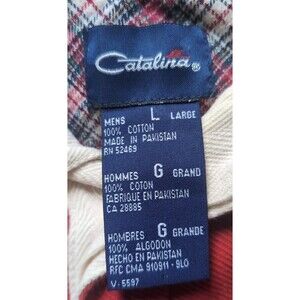 Catalina®
MENS L LARGE
100% COTTON
MADE IN PAKISTAN
RN 52469
HOMMES G GRAND
100% COTON
FABRIQUE EN PAKISTAN
CA 28885
HOMBRES G GRANDE
100% ALGODON
HECHO EN PAKISTAN
RFC CMA 910911 - 9L0
V - 5597